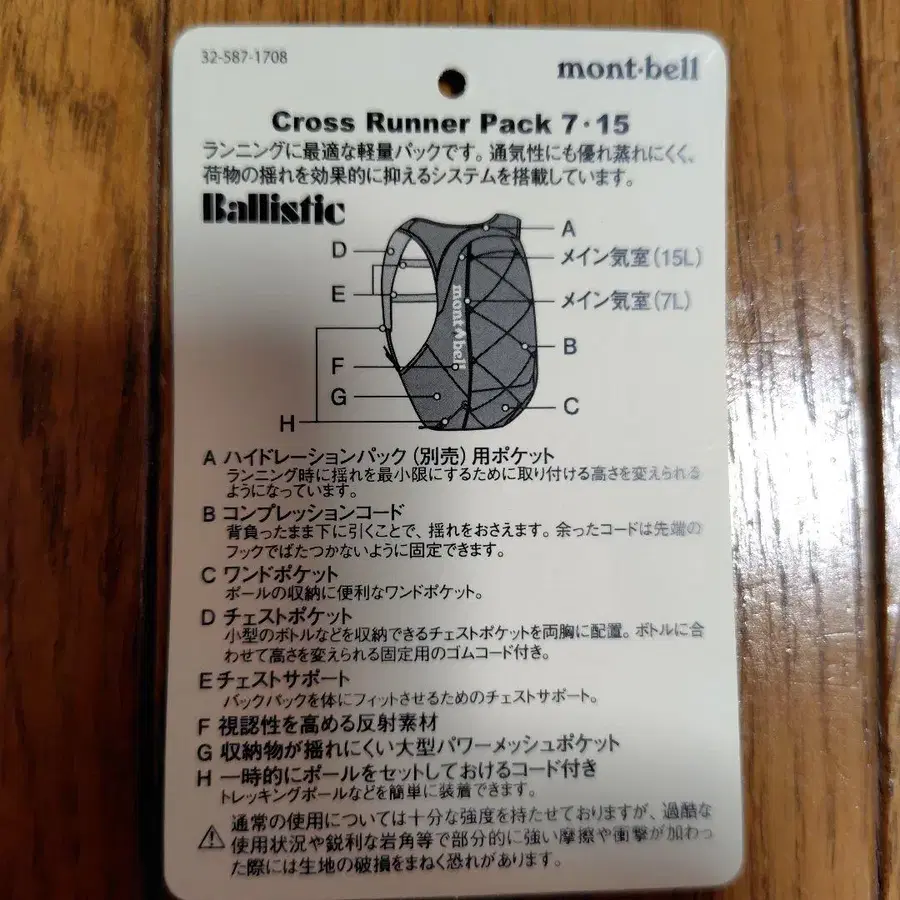 32-587-1708
mont·bell
Cross Runner Pack 7·15
ランニングに最適な軽量パックです。通気性にも優れ蒸れにくく、
荷物の揺れを効果的に抑えるシステムを搭載しています。
Ballistic
A
D
メイン気室(15L)
E
メイン気室(7L)
mont bell
B
F
G
C
H
A ハイドレーションパック(別売)用ポケット
ランニング時に揺れを最小限にするために取り付ける高さを変えられる
ようになっています。
B コンプレッションコード
背負ったまま下に引くことで、揺れをおさえます。余ったコードは先端の
フックでばたつかないように固定できます。
C ワンドポケット
ポールの収納に便利なワンドポケット。
D チェストポケット
小型のボトルなどを収納できるチェストポケットを両胸に配置。ボトルに合
わせて高さを変えられる固定用のゴムコード付き。
E チェストサポート
バックパックを体にフィットさせるためのチェストサポート。
F 視認性を高める反射素材
G 収納物が揺れにくい大型パワーメッシュポケット
H 一時的にポールをセットしておけるコード付き
トレッキングポールなどを簡単に装着できます。
通常の使用については十分な強度を持たせておりますが、過酷な
使用状況や鋭利な岩角等で部分的に強い摩擦や衝撃が加わっ
た際には生地の破損をまねく恐れがあります。